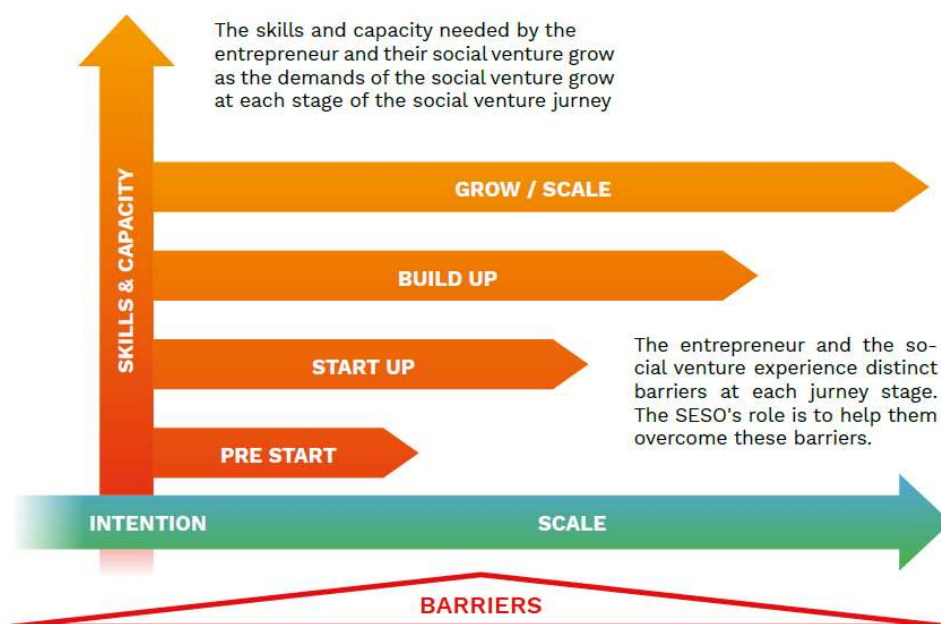 The skills and capacity needed by the
entrepreneur and their social venture grow
as the demands of the social venture grow
at each stage of the social venture jurney
SKILLS & CAPACITY
GROW / SCALE
BUILD UP
START UP
The entrepreneur and the so-
cial venture experience distinct
barriers at each jurney stage.
The SESO's role is to help them
overcome these barriers.
PRE START
INTENTION
SCALE
BARRIERS